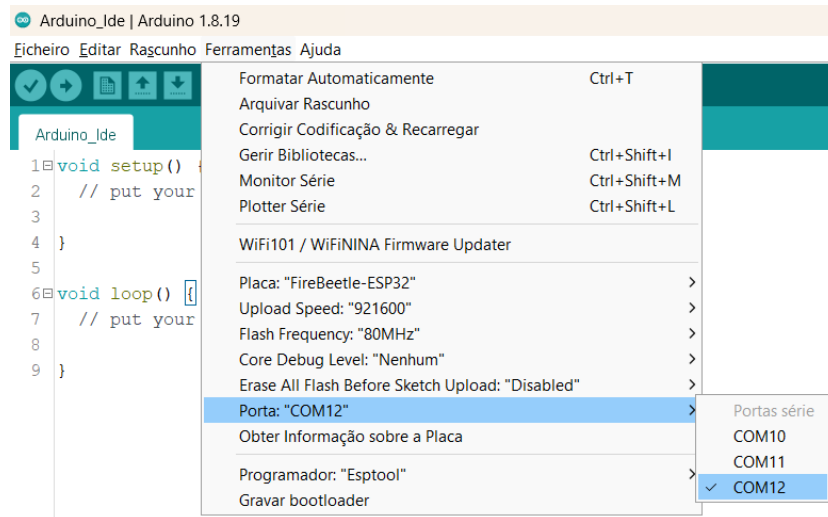 Arduino_Ide | Arduino 1.8.19
Ficheiro Editar Rascunho Ferramentas Ajuda
Arduino_Ide
1 void setup() {
2 // put your
3
4 }
5
6 void loop() {
7 // put your
8
9 }
Formatar Automaticamente Ctrl+T
Arquivar Rascunho
Corrigir Codificação & Recarregar
Gerir Bibliotecas... Ctrl+Shift+I
Monitor Série Ctrl+Shift+M
Plotter Série Ctrl+Shift+L
WiFi101 / WiFiNINA Firmware Updater
Placa: "FireBeetle-ESP32"
Upload Speed: "921600"
Flash Frequency: "80MHz"
Core Debug Level: "Nenhum"
Erase All Flash Before Sketch Upload: "Disabled"
Porta: "COM12"
Obter Informação sobre a Placa
Programador: "Esptool"
Gravar bootloader
Portas série
COM10
COM11
COM12